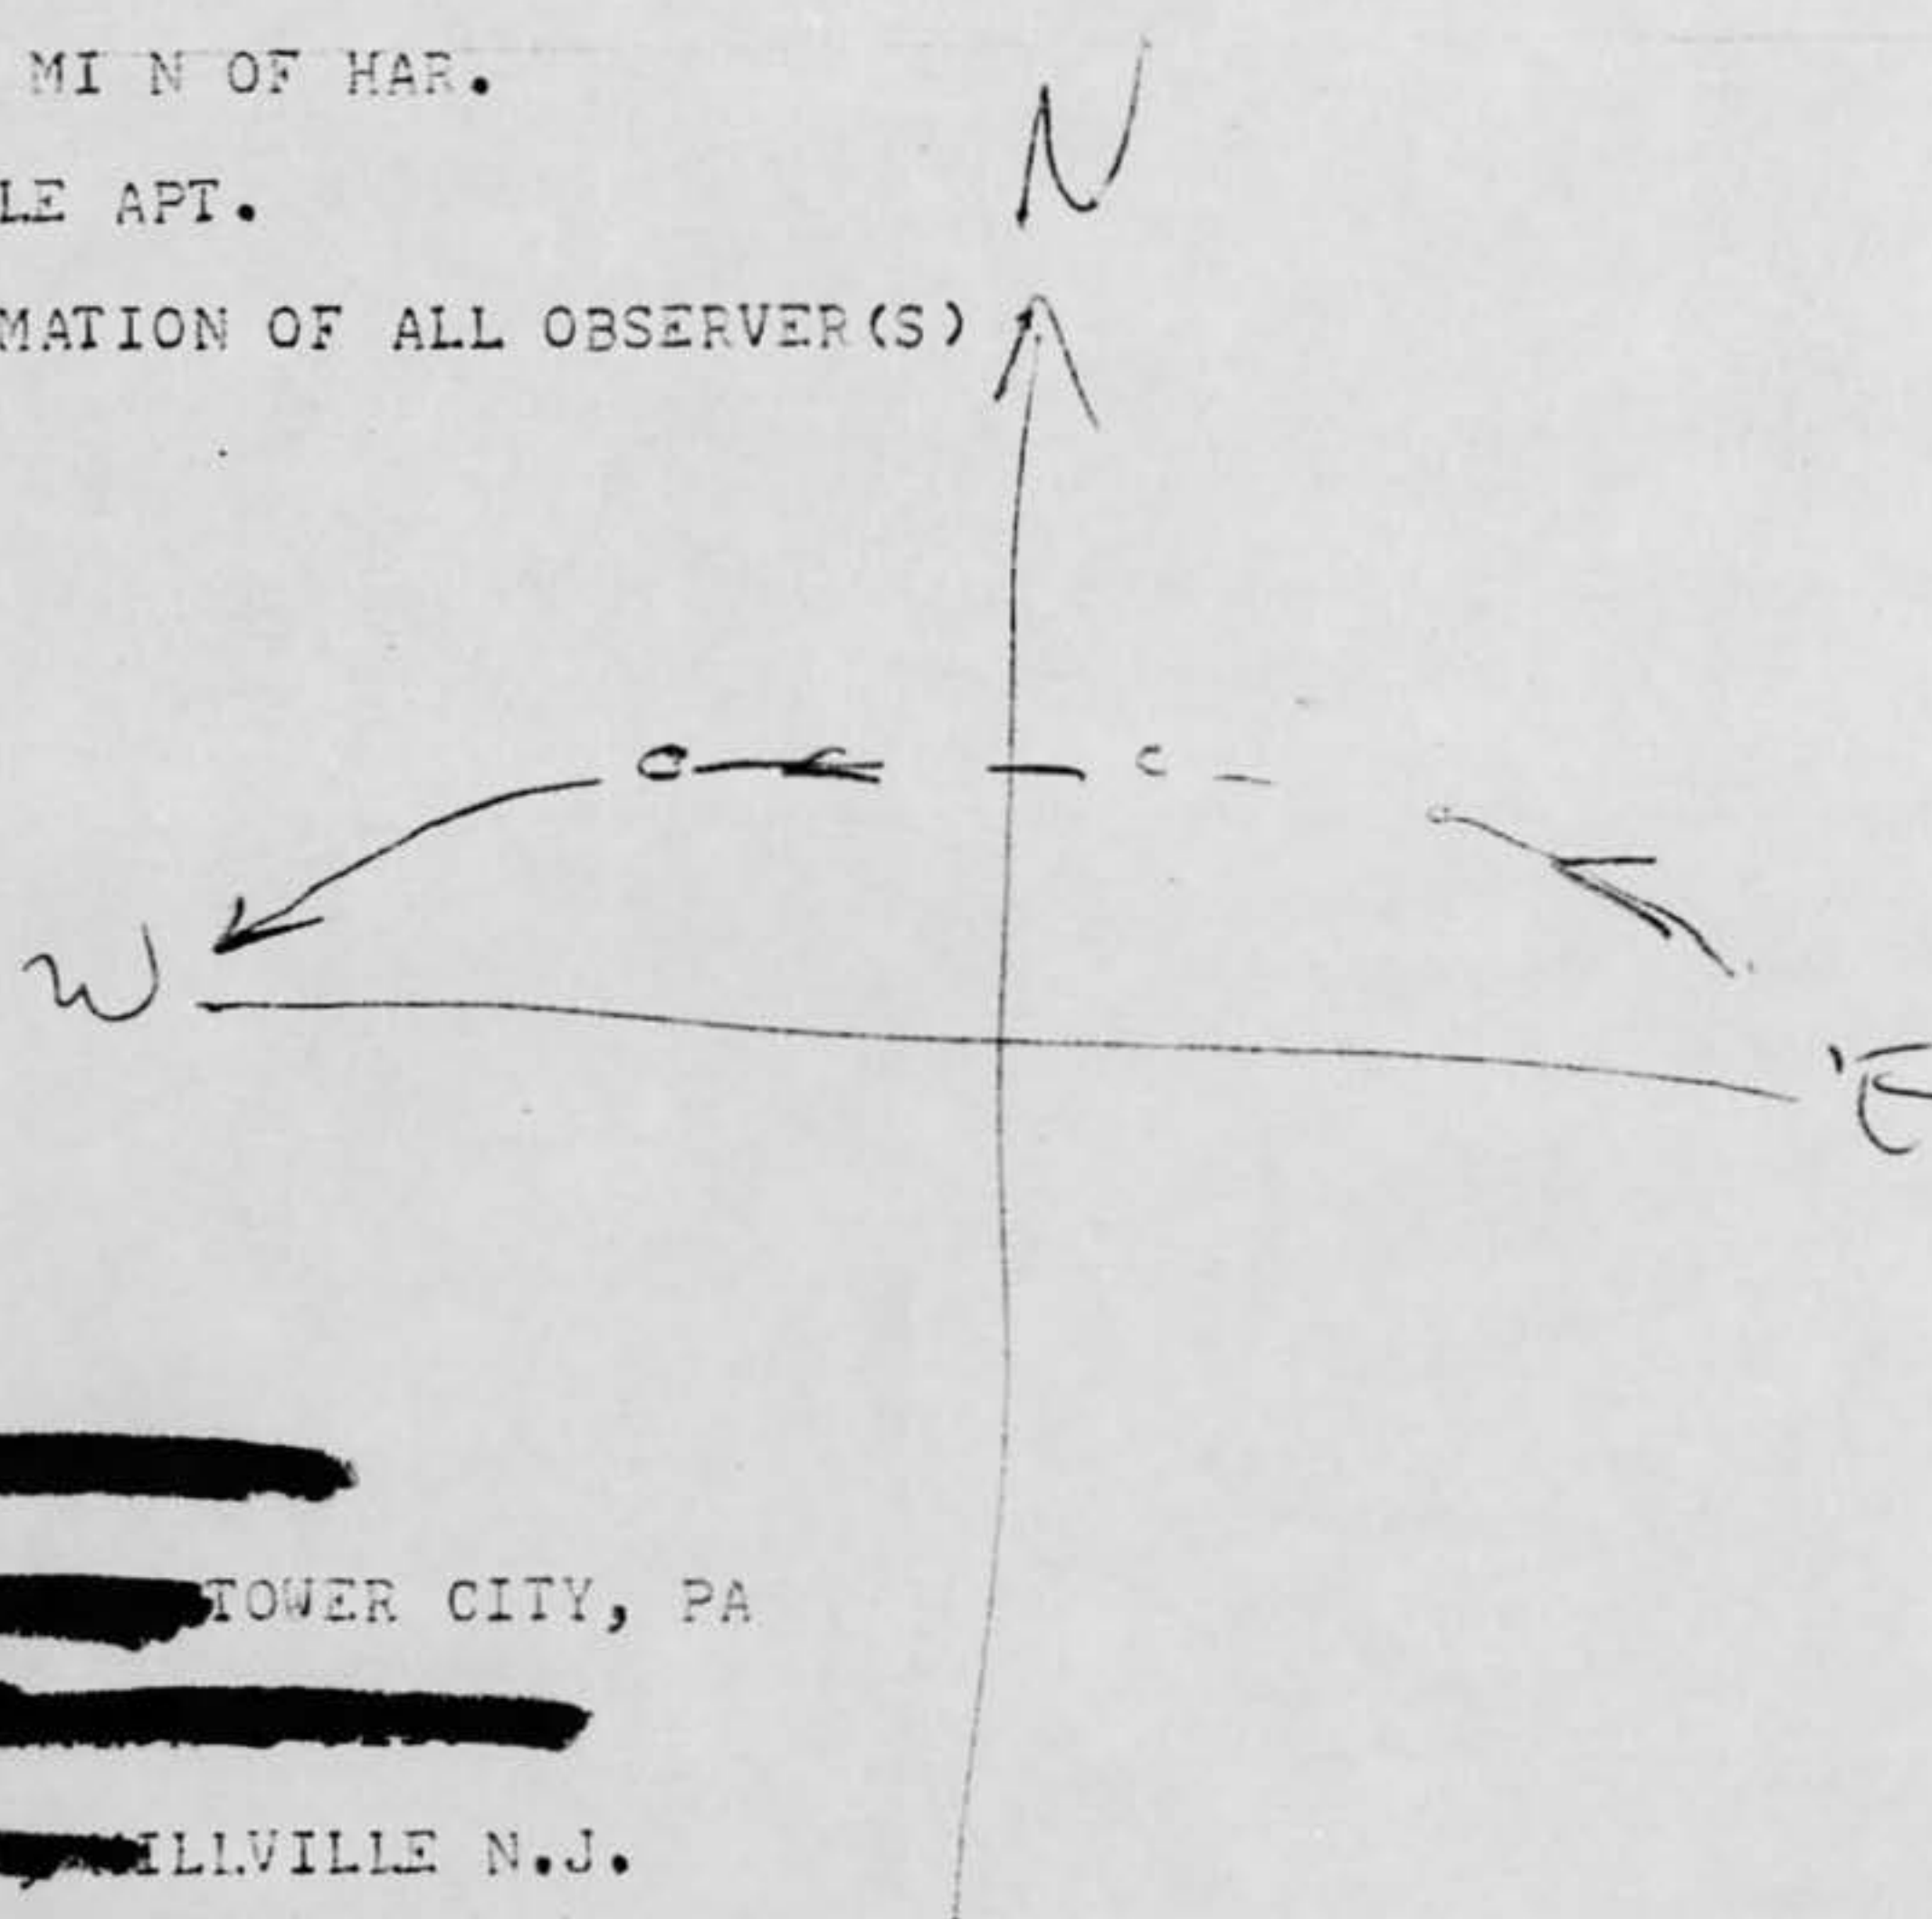 MI N OF HAR.
N
LE APT.
MATION OF ALL OBSERVER(S)
W
E
TOWER CITY, PA
ILLVILLE N.J.